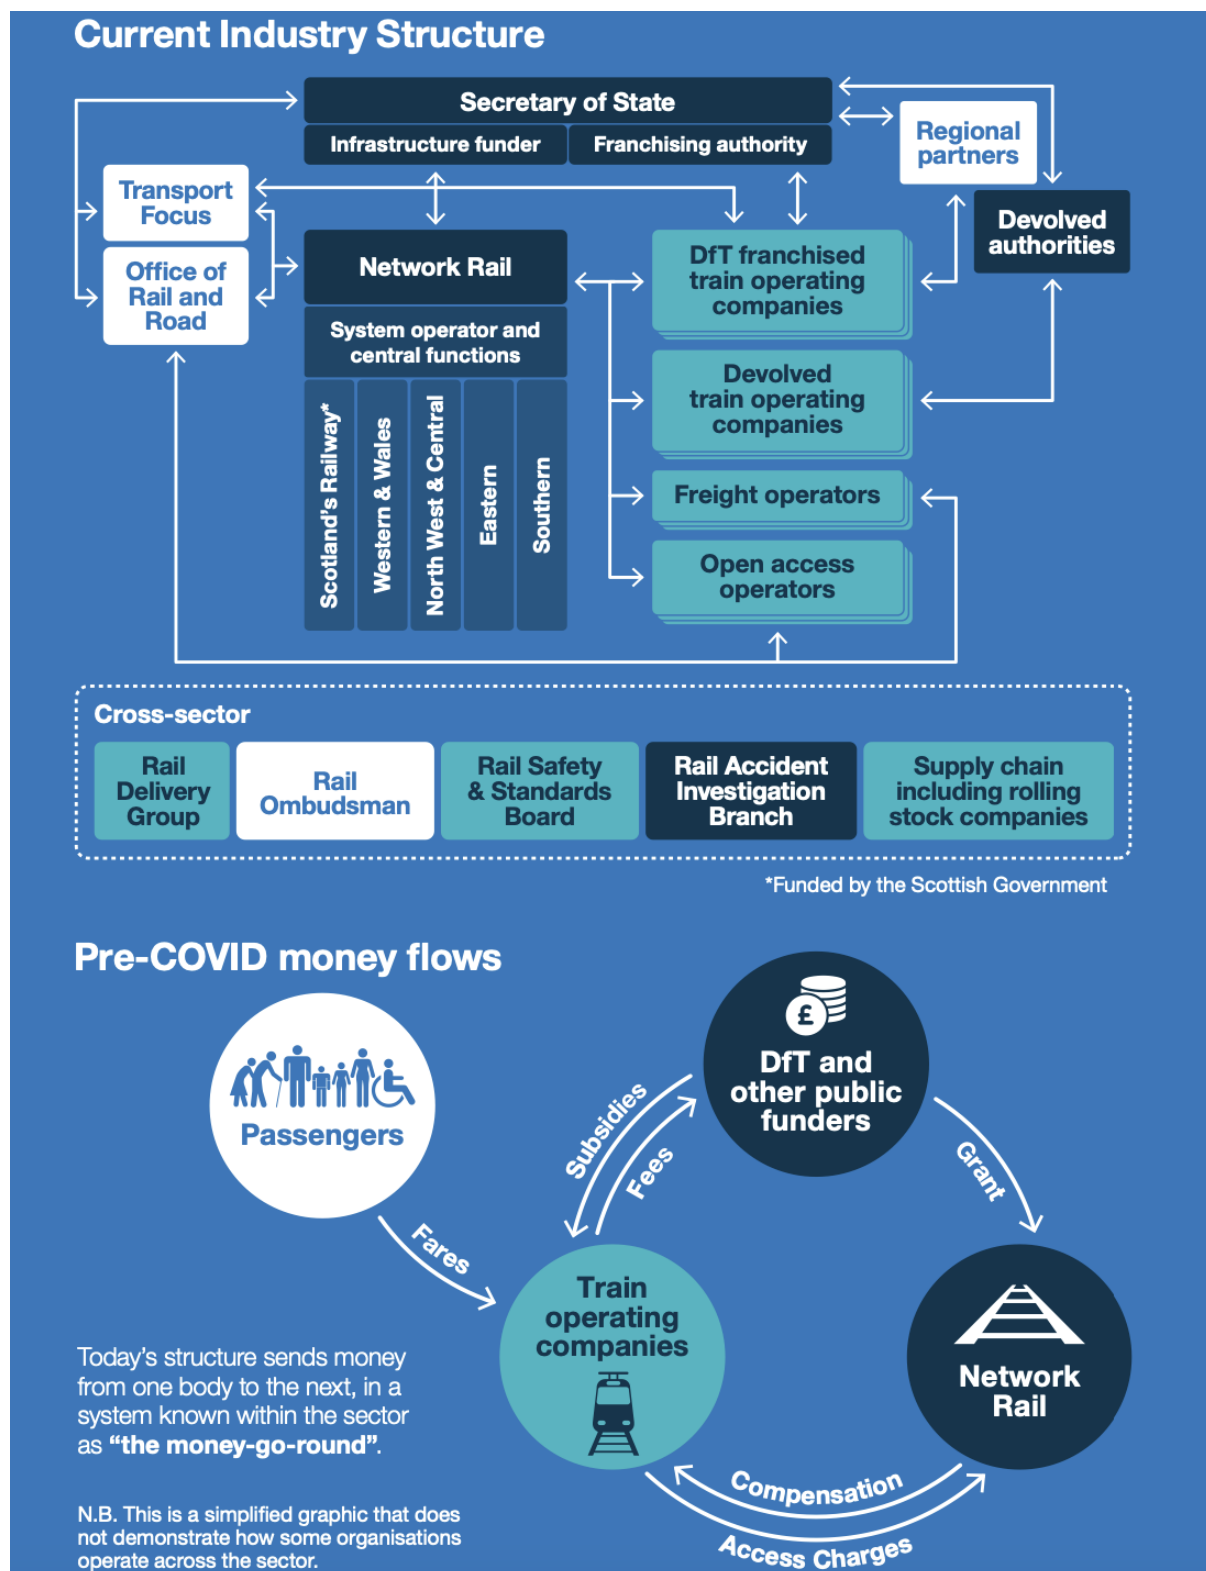 Current Industry Structure
Secretary of State
Infrastructure funder
Franchising authority
Regional
partners
Transport
Focus
Devolved
authorities
Office of
Rail and
Road
Network Rail
System operator and
central functions
Scotland's Railway*
Western & Wales
North West & Central
Eastern
Southern
DfT franchised
train operating
companies
Devolved
train operating
companies
Freight operators
Open access
operators
Cross-sector
Rail
Delivery
Group
Rail
Ombudsman
Rail Safety
& Standards
Board
Rail Accident
Investigation
Branch
Supply chain
including rolling
stock companies
*Funded by the Scottish Government
Pre-COVID money flows
Passengers
£
DfT and
other public
funders
Subsidies
Fees
Grant
Fares
Train
operating
companies
Network
Rail
Compensation
Access Charges
Today's structure sends money
from one body to the next, in a
system known within the sector
as “the money-go-round”.
N.B. This is a simplified graphic that does
not demonstrate how some organisations
operate across the sector.